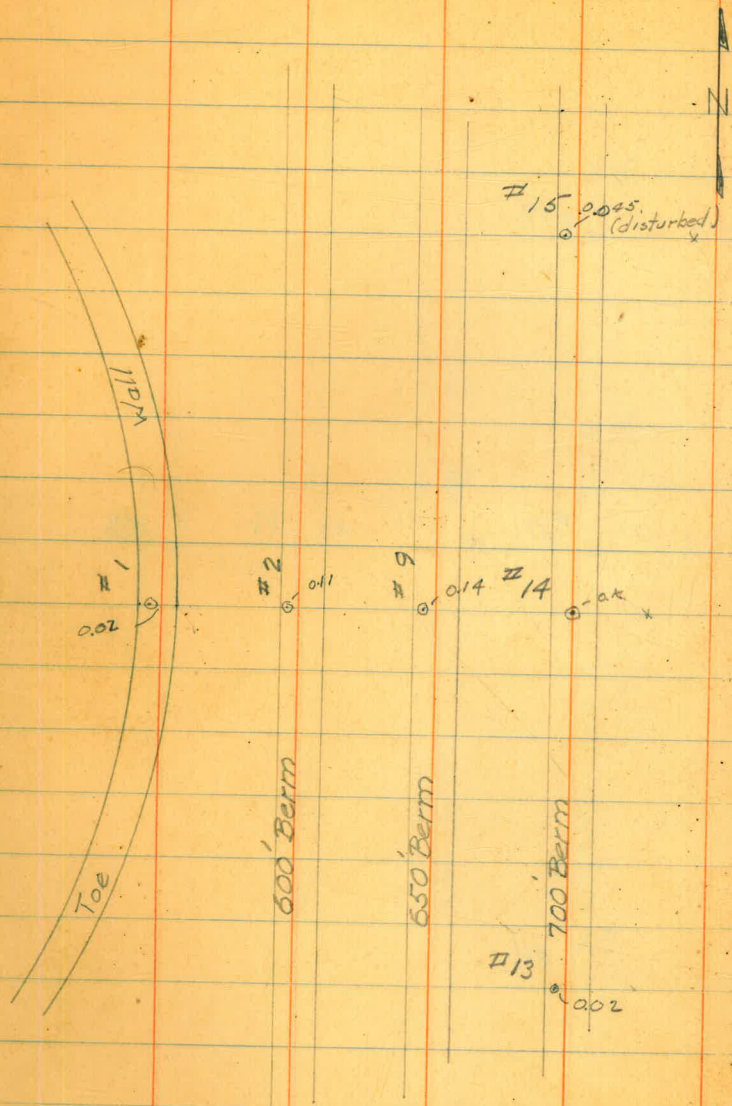 N
#15 0.045
(disturbed)
Wall
#1
0.02
#2 0.11
#9 0.14
#14
600' Berm
650' Berm
700' Berm
Toe
#13
0.02